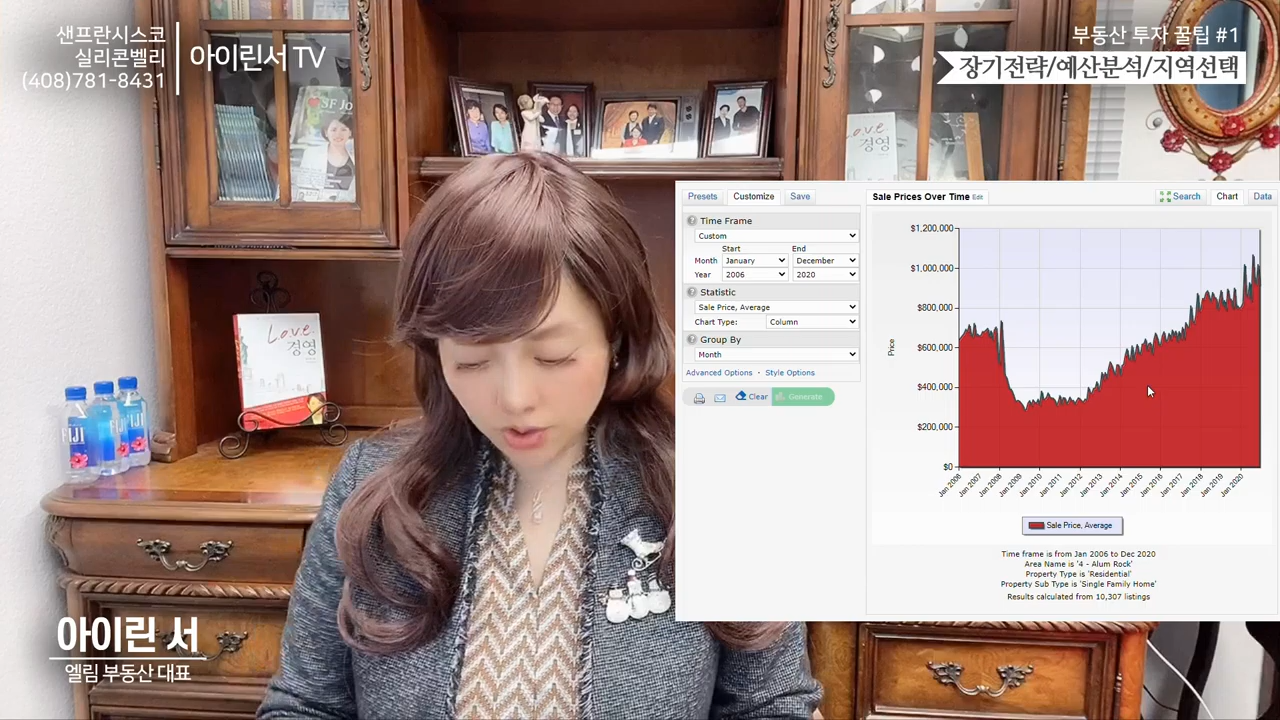 샌프란시스코
실리콘벨리
(408)781-8431
아이린서 TV
부동산 투자 꿀팁 #1
장기전략/예산분석/지역선택
SF Jo
Love
경영
Love
경영
FIJI
아이린 서
엘림 부동산 대표
Presets
Customize
Save
Time Frame
Custom
Start End
Month January December
Year 2006 2020
Statistic
Sale Price, Average
Chart Type: Column
Group By
Month
Advanced Options - Style Options
Clear
Generate
Sale Prices Over Time Edit
Search
Chart
Data
$1,200,000
$1,000,000
$800,000
$600,000
$400,000
$200,000
$0
Price
Jan 2006
Jan 2007
Jan 2008
Jan 2009
Jan 2010
Jan 2011
Jan 2012
Jan 2013
Jan 2014
Jan 2015
Jan 2016
Jan 2017
Jan 2018
Jan 2019
Jan 2020
Sale Price, Average
Time frame is from Jan 2006 to Dec 2020
Area Name is '4 - Alum Rock'
Property Type is 'Residential'
Property Sub Type is 'Single Family Home'
Results calculated from 10,307 listings